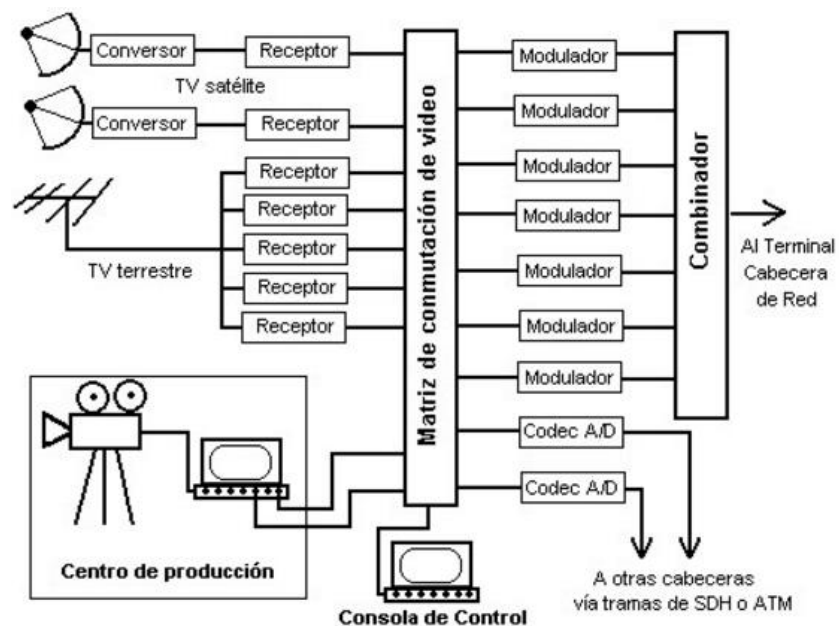 Conversor
Receptor
TV satélite
Conversor
Receptor
Receptor
Receptor
Receptor
Receptor
Receptor
TV terrestre
Matriz de conmutación de video
Modulador
Modulador
Modulador
Modulador
Modulador
Modulador
Modulador
Codec A/D
Codec A/D
Combinador
Al Terminal
Cabecera
de Red
Centro de producción
Consola de Control
A otras cabeceras
vía tramas de SDH o ATM